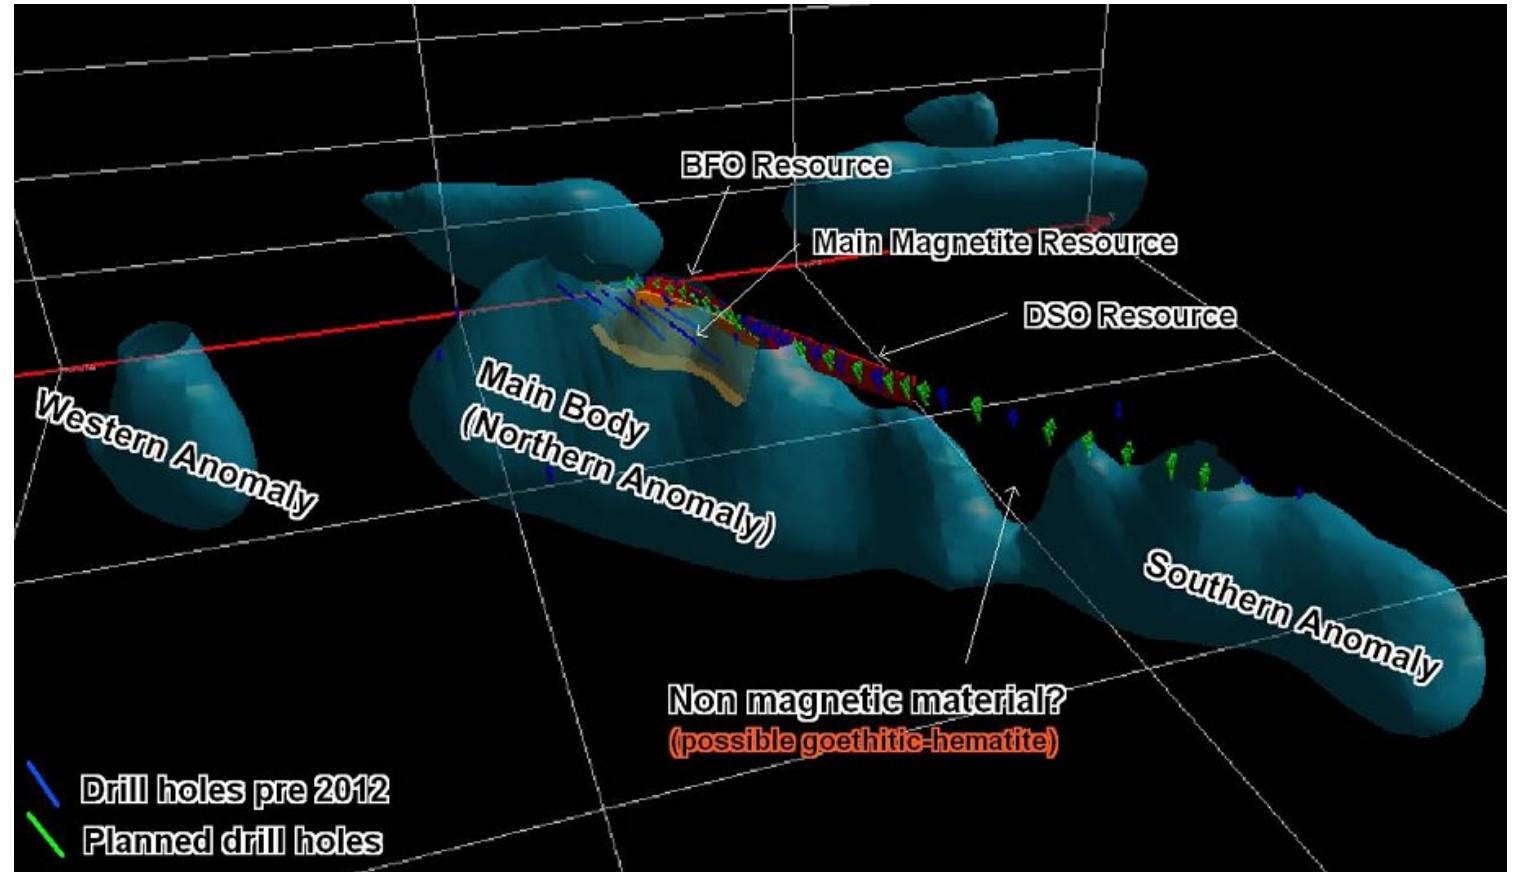 BFO Resource
Main Magnetite Resource
DSO Resource
Western Anomaly
Main Body
(Northern Anomaly)
Southern Anomaly
Non magnetic material?
(possible goethitic-hematite)
Drill holes pre 2012
Planned drill holes